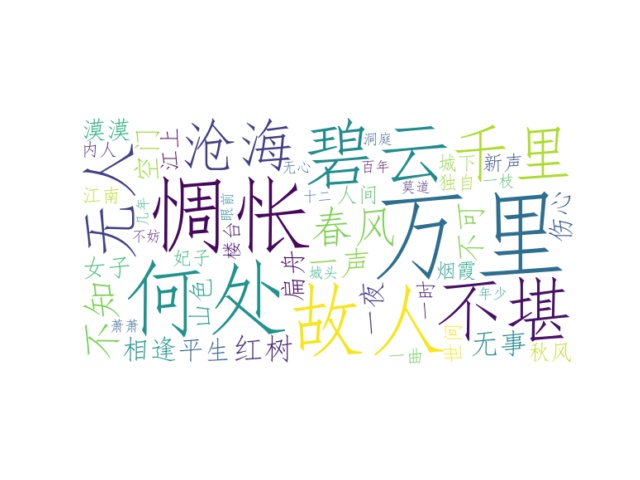 漠漠
内人
无人
空门
江上
沧海
无心
碧云
洞庭
百年
城下
千里
新声
独自
一枝
莫道
江南
几年
不妨
惆怅
楼台
眼前
十二
人间
春风
万里
不可
伤心
女子
妃子
何处
山色
扁舟
城头
一声
一夜
故人
一宵
烟霞
不堪
年少
不知
萧萧
相逢
平生
红树
一曲
世间
无事
秋风